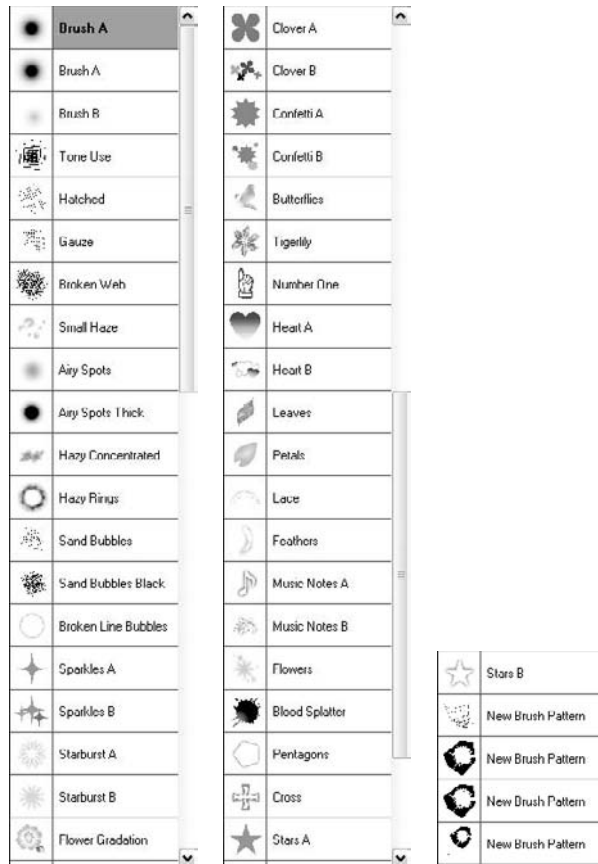 Brush A
Brush A
Brush B
Tone Use
Hatched
Gauze
Broken Web
Small Haze
Airy Spots
Airy Spots Thick
Hazy Concentrated
Hazy Rings
Sand Bubbles
Sand Bubbles Black
Broken Line Bubbles
Sparkles A
Sparkles B
Starburst A
Starburst B
Flower Gradation
Clover A
Clover B
Confetti A
Confetti B
Butterflies
Tigerlily
Number One
Heart A
Heart B
Leaves
Petals
Lace
Feathers
Music Notes A
Music Notes B
Flowers
Blood Splatter
Pentagons
Cross
Stars A
Stars B
New Brush Pattern
New Brush Pattern
New Brush Pattern
New Brush Pattern